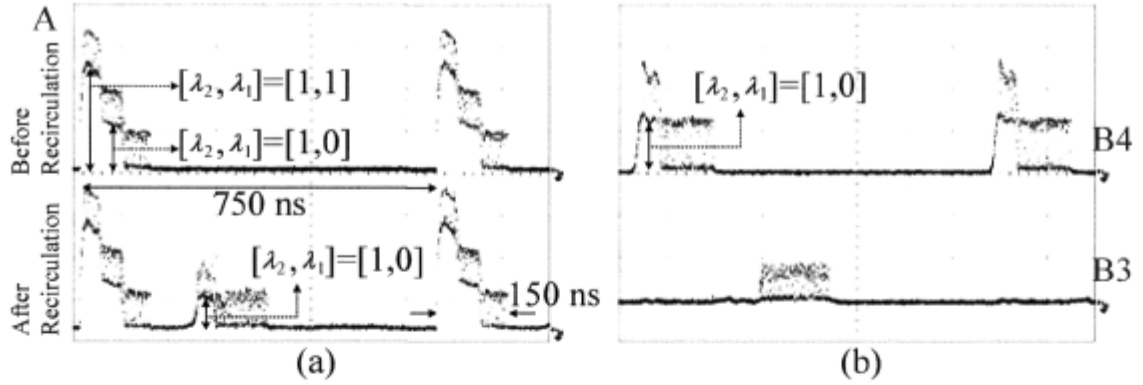 A
Before
Recirculation
[λ₂, λ₁]=[1,1]
[λ₂, λ₁]=[1,0]
750 ns
After
Recirculation
[λ₂, λ₁]=[1,0]
150 ns
(a)
[λ₂, λ₁]=[1,0]
B4
B3
(b)